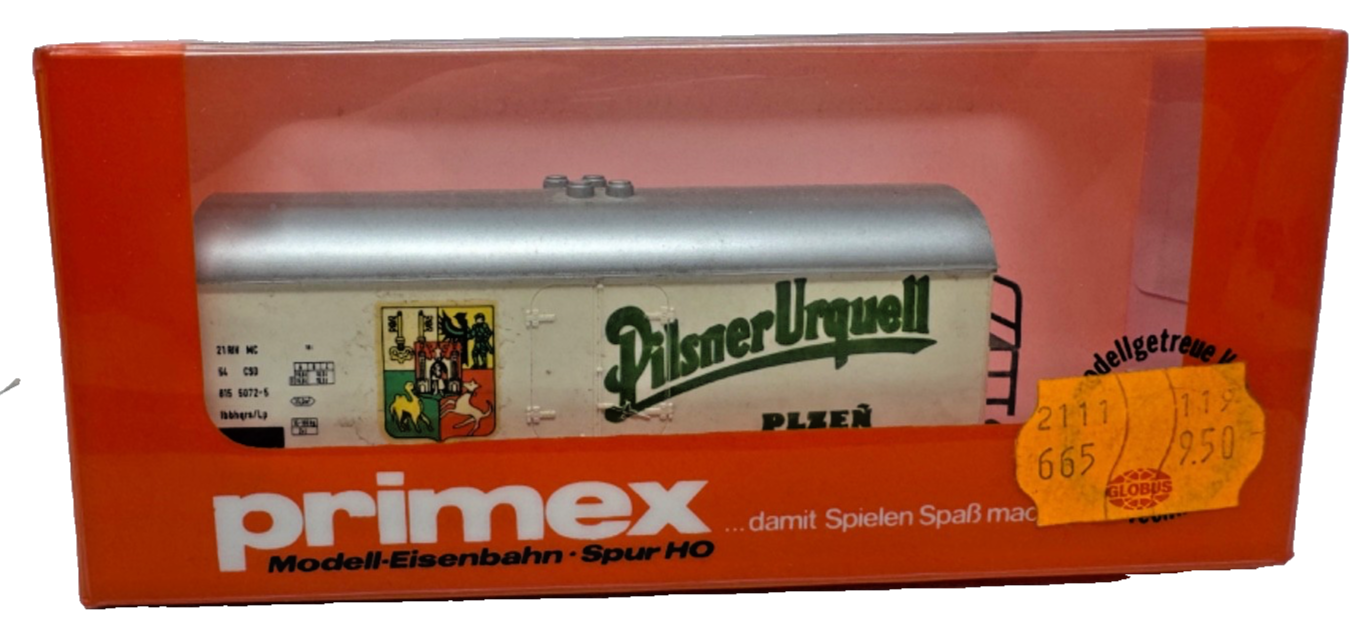 21 RIV MC
54 CSD
815 5072-5
Ibbhqrs/Lp
Pilsner Urquell
PLZEŇ
primex
Modell-Eisenbahn · Spur HO
...damit Spielen Spaß mac
odellgetreue
2111 119
665 9.50
GLOBUS